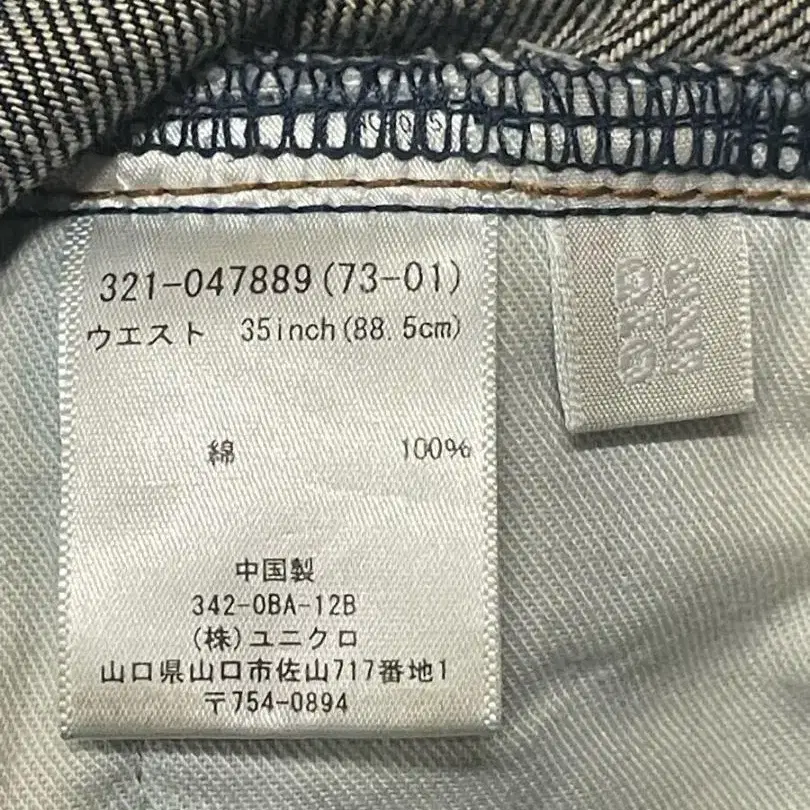 321-047889(73-01)
ウエスト 35inch(88.5cm)
綿 100%
中国製
342-0BA-12B
(株)ユニクロ
山口県山口市佐山717番地1
〒754-0894